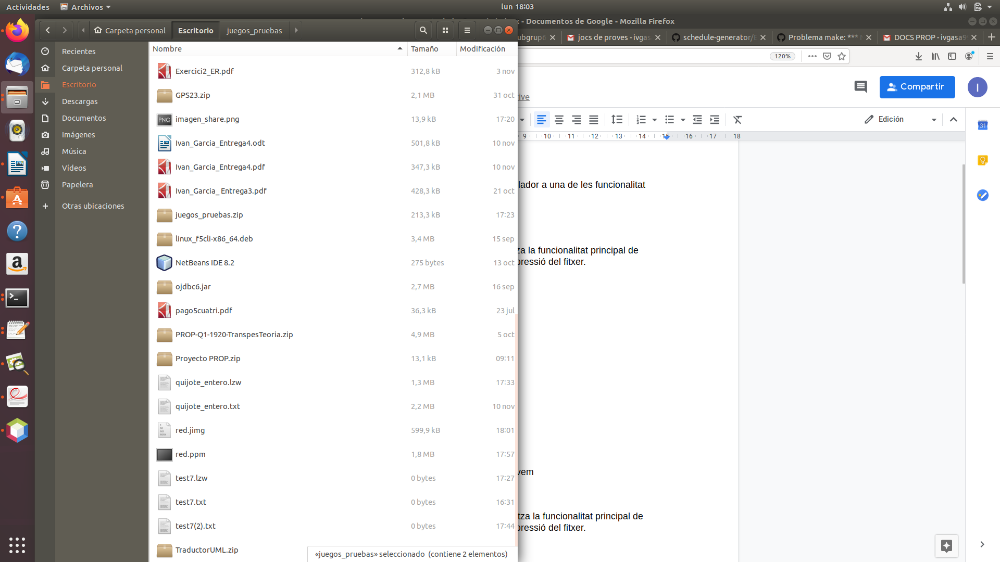 Actividades
Archivos
lun 18:03
- Documentos de Google - Mozilla Firefox
Carpeta personal
Escritorio
juegos_pruebas
jocs de proves - ivgas
schedule-generator/
Problema make: ***
DOCS PROP - ivgasa9
Nombre
Tamaño
Modificación
120%
Recientes
Carpeta personal
Escritorio
Descargas
Documentos
Imágenes
Música
Vídeos
Papelera
Otras ubicaciones
Exercici2_ER.pdf 312,8 kB 3 nov
GPS23.zip 2,1 MB 31 oct
PNG imagen_share.png 13,9 kB 17:20
Ivan_Garcia_Entrega4.odt 501,8 kB 10 nov
Ivan_Garcia_Entrega4.pdf 347,3 kB 10 nov
Ivan_Garcia_ Entrega3.pdf 428,3 kB 21 oct
juegos_pruebas.zip 213,3 kB 17:23
linux_f5cli-x86_64.deb 3,4 MB 15 sep
NetBeans IDE 8.2 275 bytes 13 oct
ojdbc6.jar 2,7 MB 16 sep
pago5cuatri.pdf 36,3 kB 23 jul
PROP-Q1-1920-TranspesTeoria.zip 4,9 MB 5 oct
Proyecto PROP.zip 13,1 kB 09:11
quijote_entero.lzw 1,3 MB 17:33
quijote_entero.txt 2,2 MB 10 nov
red.jimg 599,9 kB 18:01
red.ppm 1,8 MB 17:57
test7.lzw 0 bytes 17:27
test7.txt 0 bytes 16:31
test7(2).txt 0 bytes 17:44
TraductorUML.zip
«juegos_pruebas» seleccionado (contiene 2 elementos)
rive
Compartir
I
Edición
9 10 11 12 13 14 15 16 17 18
31
lador a una de les funcionalitat
za la funcionalitat principal de
pressió del fitxer.
vem
tza la funcionalitat principal de
pressió del fitxer.